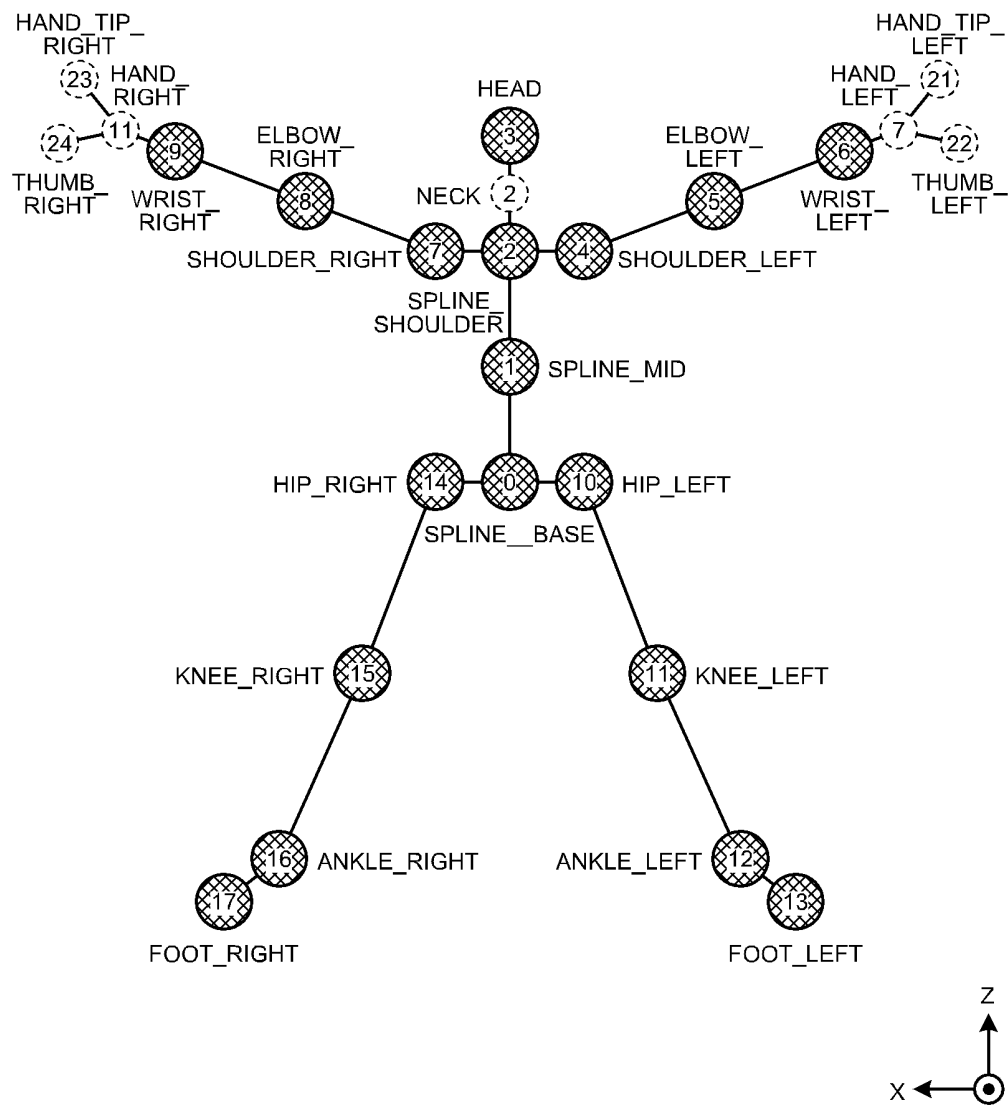 HAND_TIP_
RIGHT
HAND_TIP_
LEFT
23
HAND_
RIGHT
HEAD
HAND_
LEFT
21
24
11
9
ELBOW_
RIGHT
3
ELBOW_
LEFT
6
7
22
THUMB_
RIGHT
WRIST_
RIGHT
8
NECK
2
5
WRIST_
LEFT
THUMB_
LEFT
SHOULDER_RIGHT
7
2
4
SHOULDER_LEFT
SPLINE_
SHOULDER
1
SPLINE_MID
HIP_RIGHT
14
0
10
HIP_LEFT
SPLINE__BASE
KNEE_RIGHT
15
11
KNEE_LEFT
16
ANKLE_RIGHT
ANKLE_LEFT
12
17
13
FOOT_RIGHT
FOOT_LEFT
Z
X